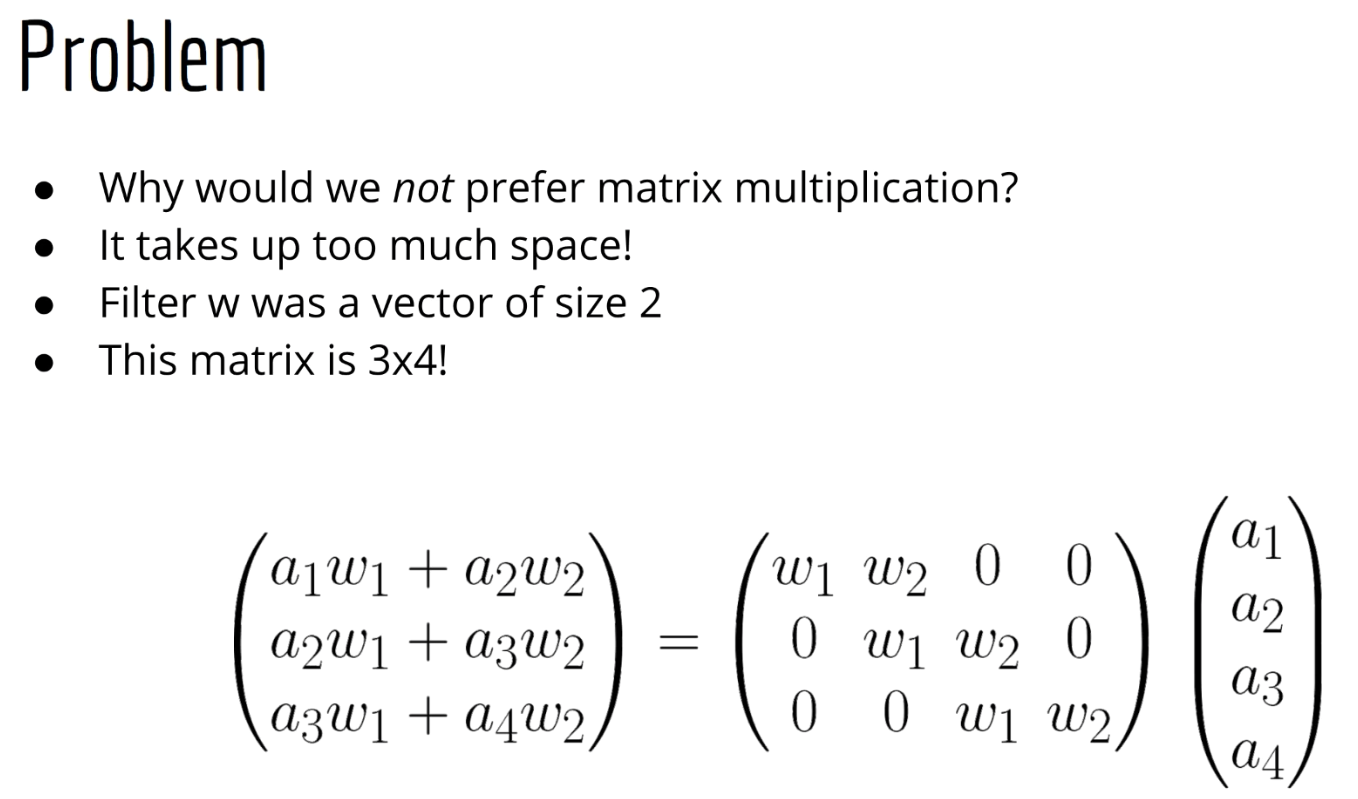 Problem
● Why would we not prefer matrix multiplication?
● It takes up too much space!
● Filter w was a vector of size 2
● This matrix is 3x4!
$$\begin{pmatrix} a_1w_1 + a_2w_2 \\ a_2w_1 + a_3w_2 \\ a_3w_1 + a_4w_2 \end{pmatrix} = \begin{pmatrix} w_1 & w_2 & 0 & 0 \\ 0 & w_1 & w_2 & 0 \\ 0 & 0 & w_1 & w_2 \end{pmatrix} \begin{pmatrix} a_1 \\ a_2 \\ a_3 \\ a_4 \end{pmatrix}$$